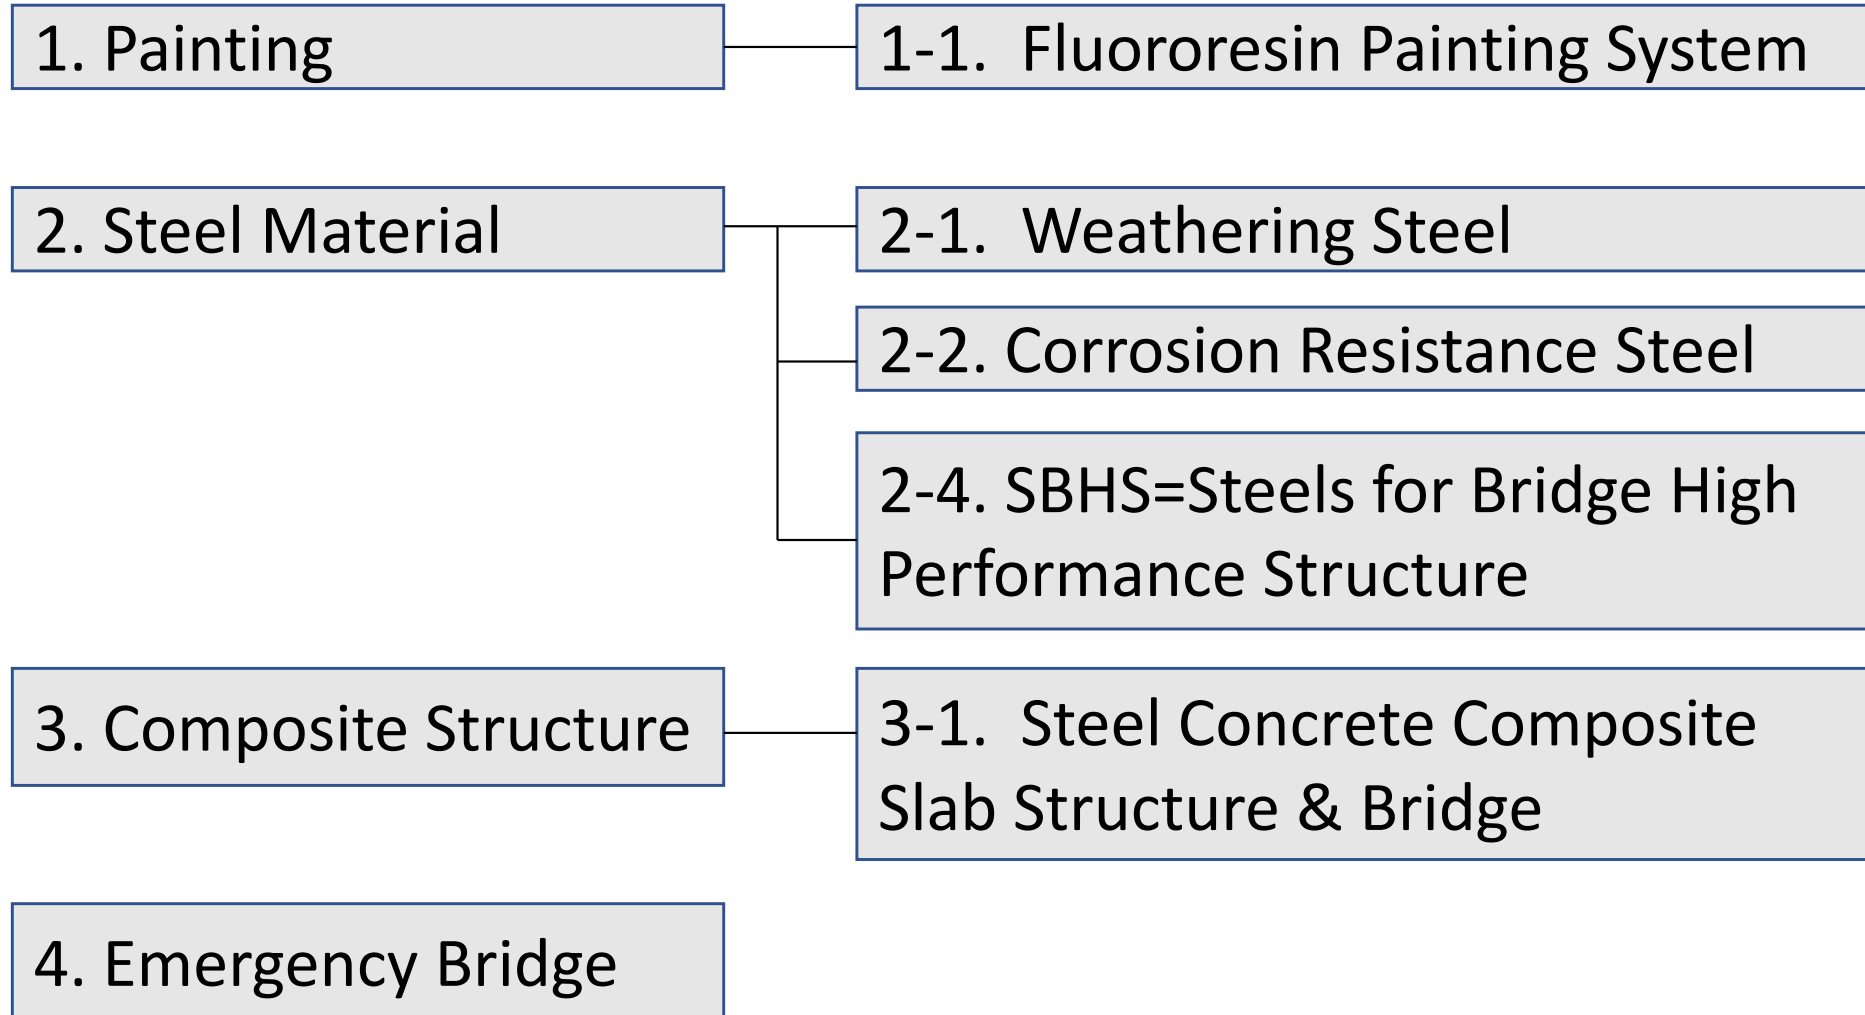 1. Painting
1-1.  Fluororesin Painting System
2. Steel Material
2-1.  Weathering Steel
2-2. Corrosion Resistance Steel
2-4. SBHS=Steels for Bridge High
Performance Structure
3. Composite Structure
3-1.  Steel Concrete Composite
Slab Structure & Bridge
4. Emergency Bridge